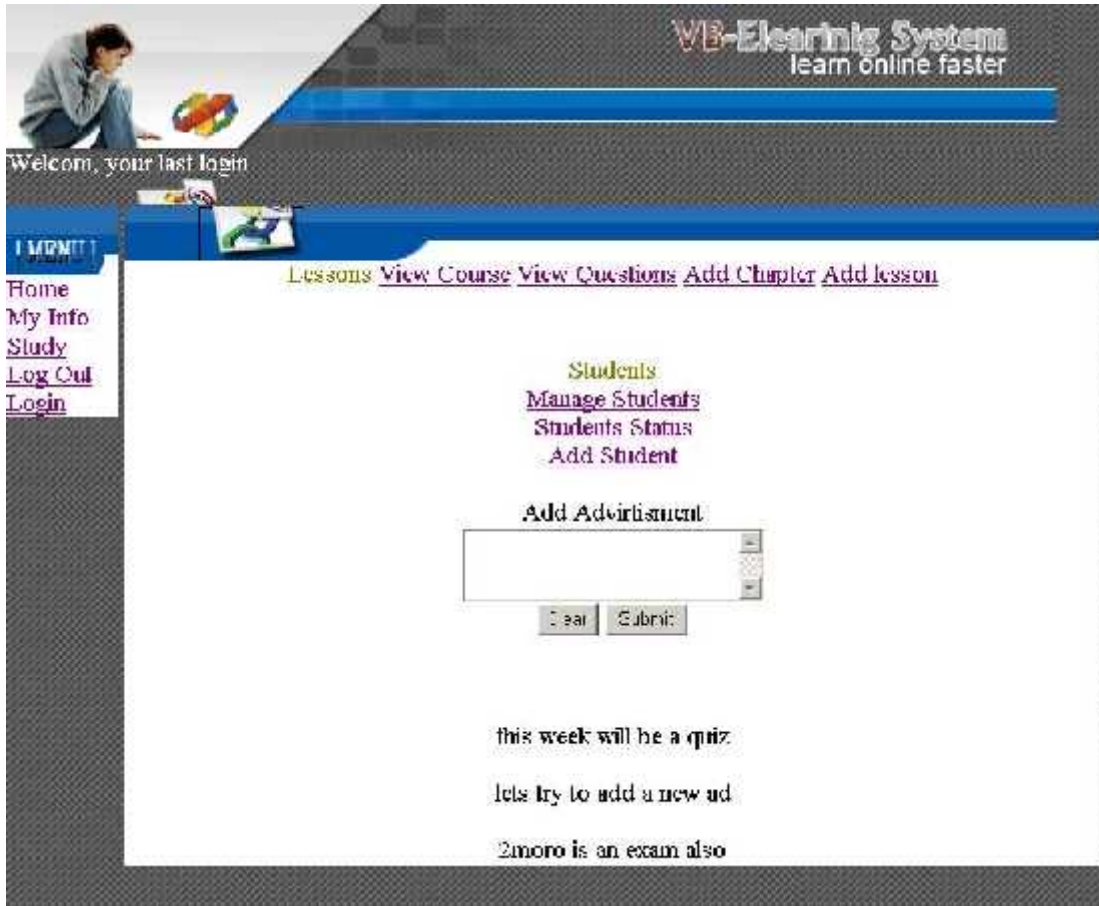 VB-Elearinig System
learn online faster
Welcom, your last login
[ MENU ]
Home
My Info
Study
Log Out
Login
Lessons View Course View Questions Add Chapter Add lesson
Students
Manage Students
Students Status
Add Student
Add Advirtisment
Clear Submit
this week will be a quiz
lets try to add a new ad
2moro is an exam also